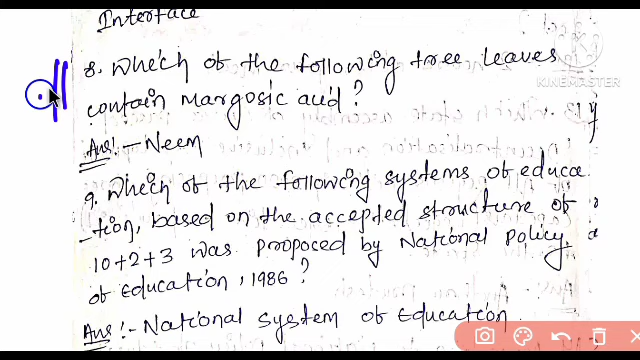 Interface
8. Which of the following tree leaves
contain margosic acid?
Ans:- Neem
9. Which of the following systems of educa
-tion, based on the accepted structure of
10+2+3 was proposed by National Policy
of Education, 1986?
Ans:- National system of Education
KINEMASTER